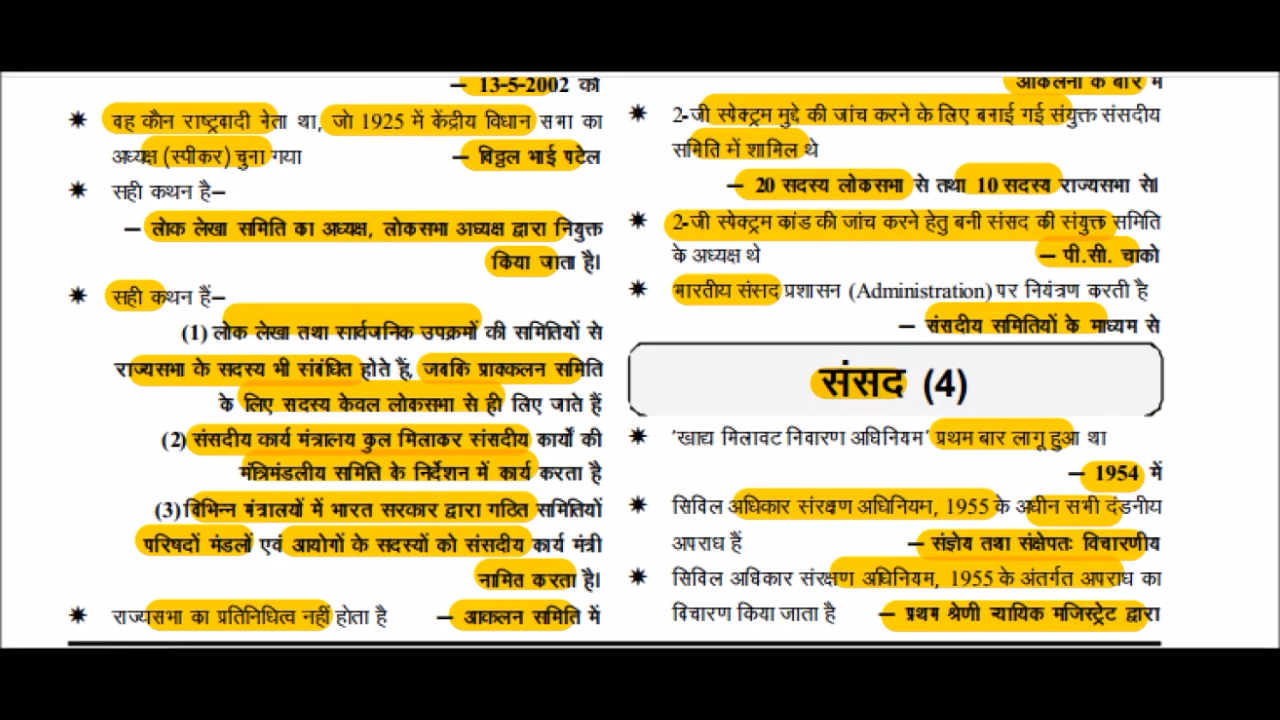 – 13-5-2002 को
✷ वह कौन राष्ट्रवादी नेता था, जो 1925 में केंद्रीय विधान सभा का
अध्यक्ष (स्पीकर) चुना गया – विट्ठल भाई पटेल
✷ सही कथन है–
– लोक लेखा समिति का अध्यक्ष, लोकसभा अध्यक्ष द्वारा नियुक्त
किया जाता है।
✷ सही कथन हैं–
(1) लोक लेखा तथा सार्वजनिक उपक्रमों की समितियों से
राज्यसभा के सदस्य भी संबंधित होते हैं, जबकि प्राक्कलन समिति
के लिए सदस्य केवल लोकसभा से ही लिए जाते हैं
(2) संसदीय कार्य मंत्रालय कुल मिलाकर संसदीय कार्यों की
मंत्रिमंडलीय समिति के निर्देशन में कार्य करता है
(3) विभिन्न मंत्रालयों में भारत सरकार द्वारा गठित समितियों
परिषदों मंडलों एवं आयोगों के सदस्यों को संसदीय कार्य मंत्री
नामित करता है।
✷ राज्यसभा का प्रतिनिधित्व नहीं होता है – आकलन समिति में
आकलनों के बारे में
✷ 2-जी स्पेक्ट्रम मुद्दे की जांच करने के लिए बनाई गई संयुक्त संसदीय
समिति में शामिल थे
– 20 सदस्य लोकसभा से तथा 10 सदस्य राज्यसभा से।
✷ 2-जी स्पेक्ट्रम कांड की जांच करने हेतु बनी संसद की संयुक्त समिति
के अध्यक्ष थे – पी.सी. चाको
✷ भारतीय संसद प्रशासन (Administration) पर नियंत्रण करती है
– संसदीय समितियों के माध्यम से
संसद (4)
✷ 'खाद्य मिलावट निवारण अधिनियम' प्रथम बार लागू हुआ था
– 1954 में
✷ सिविल अधिकार संरक्षण अधिनियम, 1955 के अधीन सभी दंडनीय
अपराध हैं – संज्ञेय तथा संक्षेपतः विचारणीय
✷ सिविल अधिकार संरक्षण अधिनियम, 1955 के अंतर्गत अपराध का
विचारण किया जाता है – प्रथम श्रेणी न्यायिक मजिस्ट्रेट द्वारा